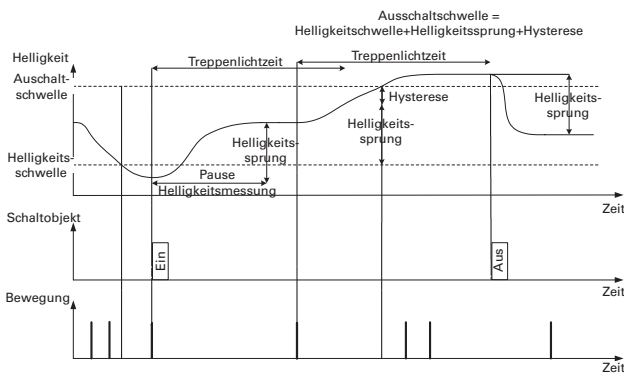 Ausschaltschwelle =
Helligkeitschwelle+Helligkeitssprung+Hysterese
Helligkeit
Treppenlichtzeit
Treppenlichtzeit
Auschalt-
schwelle
Hysterese
Helligkeits-
sprung
Helligkeits-
sprung
Helligkeits-
sprung
Helligkeits-
schwelle
Pause
Helligkeitsmessung
Zeit
Schaltobjekt
Ein
Aus
Zeit
Bewegung
Zeit